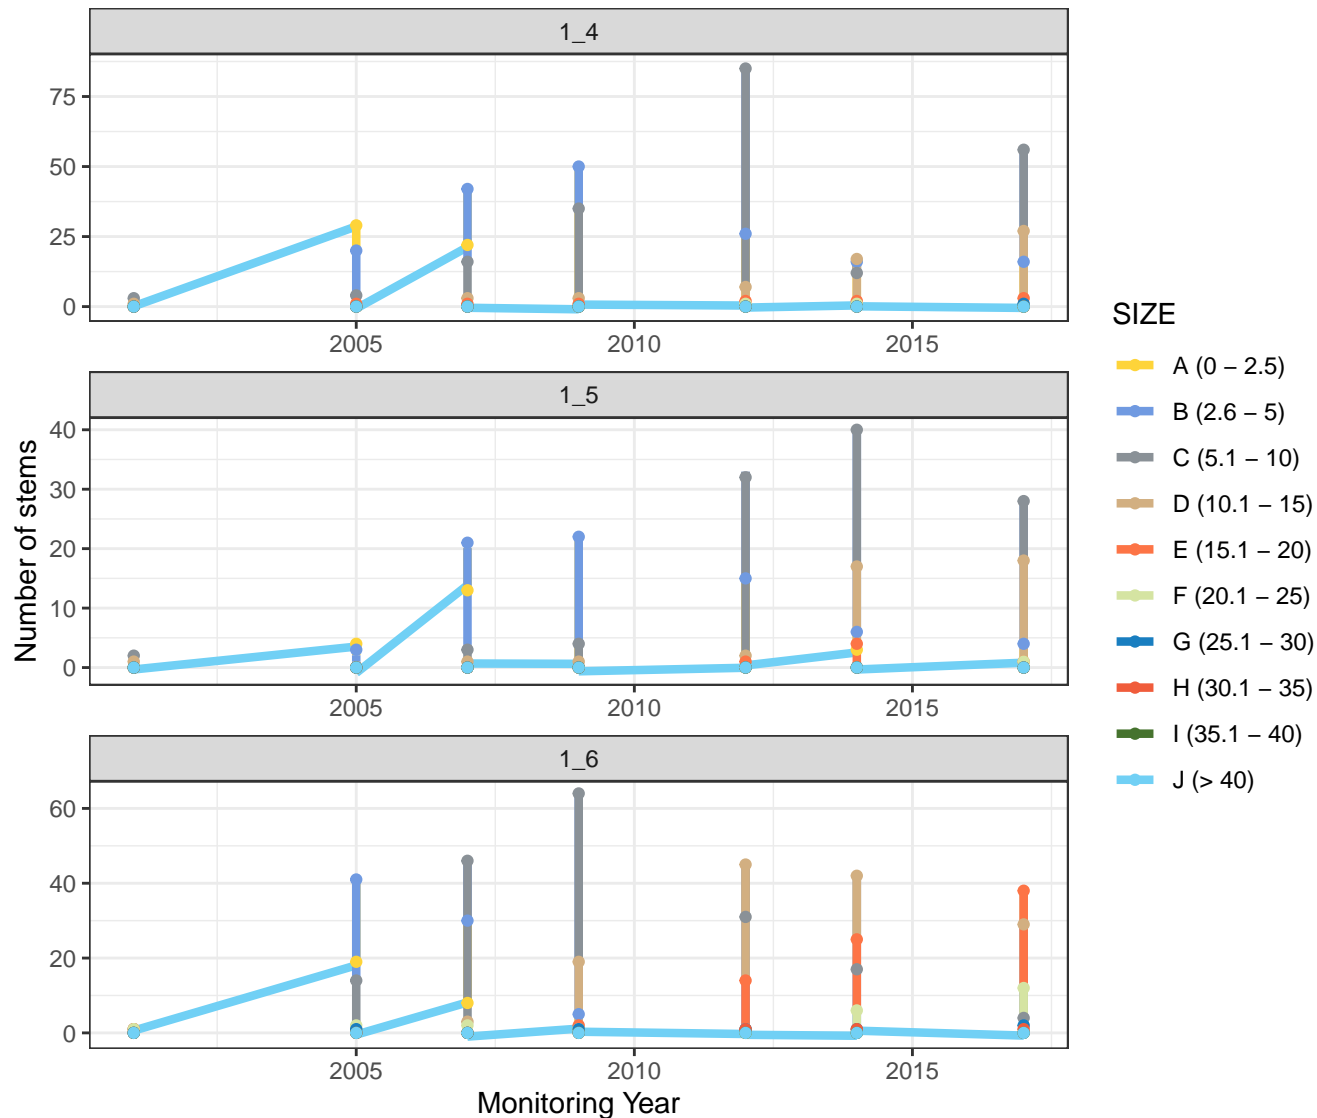 1_4
75
50
25
0
2005 2010 2015
1_5
40
30
20
10
0
2005 2010 2015
1_6
60
40
20
0
2005 2010 2015
Number of stems
Monitoring Year
SIZE
A (0 − 2.5)
B (2.6 − 5)
C (5.1 − 10)
D (10.1 − 15)
E (15.1 − 20)
F (20.1 − 25)
G (25.1 − 30)
H (30.1 − 35)
I (35.1 − 40)
J (> 40)